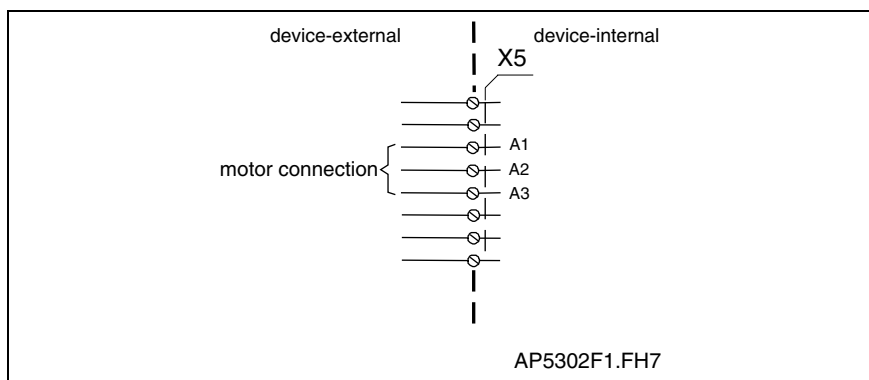 device-external
device-internal
X5
A1
motor connection
A2
A3
AP5302F1.FH7